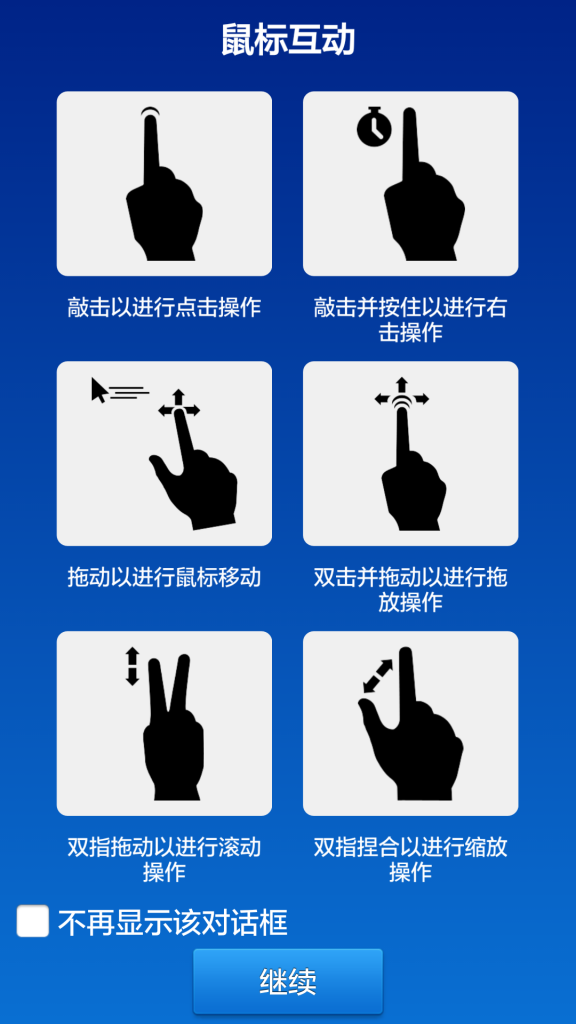 鼠标互动
敲击以进行点击操作
敲击并按住以进行右
击操作
拖动以进行鼠标移动
双击并拖动以进行拖
放操作
双指拖动以进行滚动
操作
双指捏合以进行缩放
操作
不再显示该对话框
继续